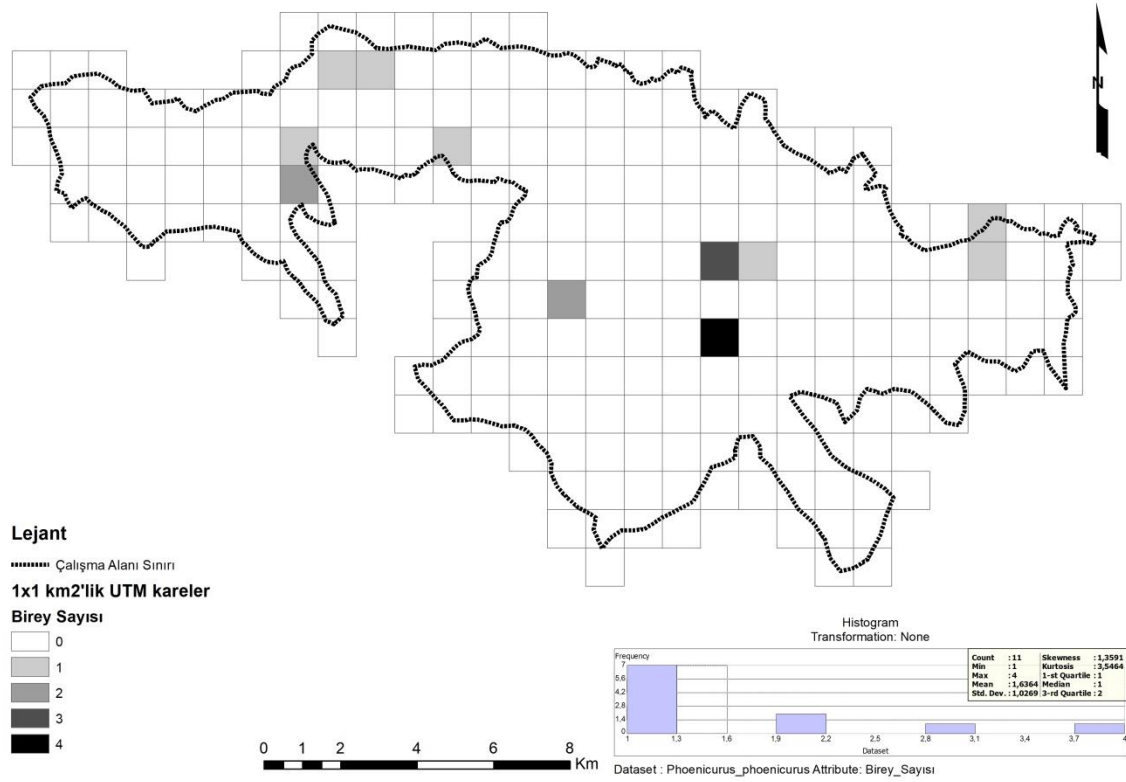 N
Lejant
Çalışma Alanı Sınırı
1x1 km2'lik UTM kareler
Birey Sayısı
0
1
2
3
4
0 1 2 4 6 8
Km
Histogram
Transformation: None
Frequency
7
5,6
4,2
2,8
1,4
0
1 1,3 1,6 1,9 2,2 2,5 2,8 3,1 3,4 3,7 4
Dataset
Count : 11 Skewness : 1,3591
Min : 1 Kurtosis : 3,5464
Max : 4 1-st Quartile : 1
Mean : 1,6364 Median : 1
Std. Dev. : 1,0269 3-rd Quartile : 2
Dataset : Phoenicurus_phoenicurus Attribute: Birey_Sayısı